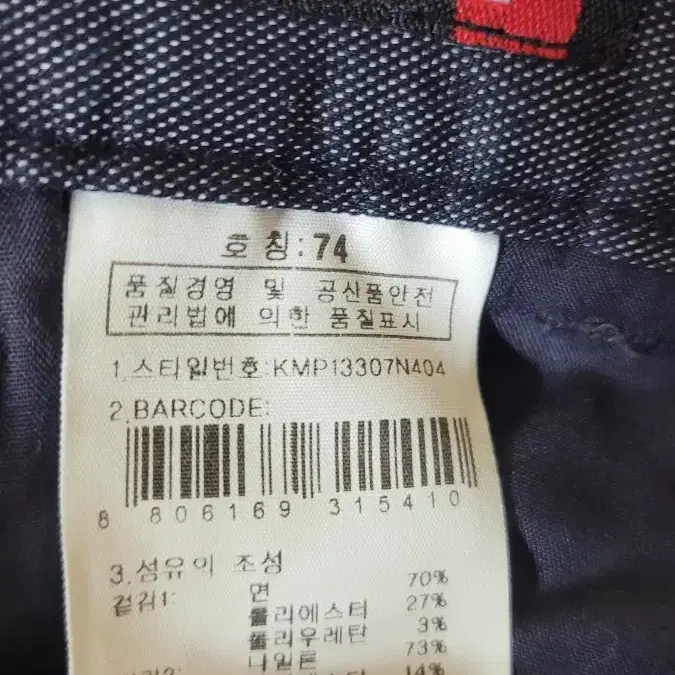 호 칭 : 74
품질경영 및 공산품안전
관리법에 의한 품질표시
1.스타일번호:KMP13307N404
2.BARCODE:
8 806169 315410
3.섬유의 조성
겉감1: 면 70%
폴리에스터 27%
폴리우레탄 3%
나일론 73%
14%